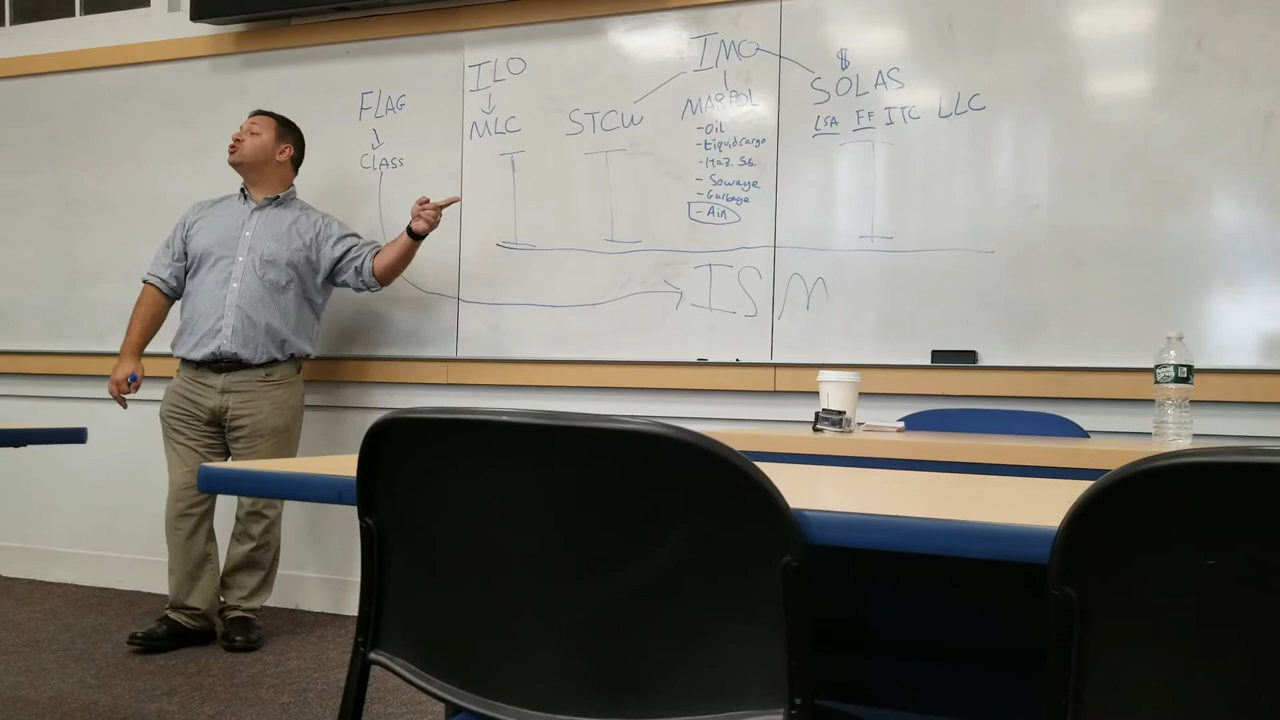 FLAG
CLASS
ILO
MLC
STCW
IMO
MARPOL
-Oil
-Liquid Cargo
-Haz. Sub.
-Sewage
-Garbage
-Air
$
SOLAS
LSA FF ITC LLC
ISM